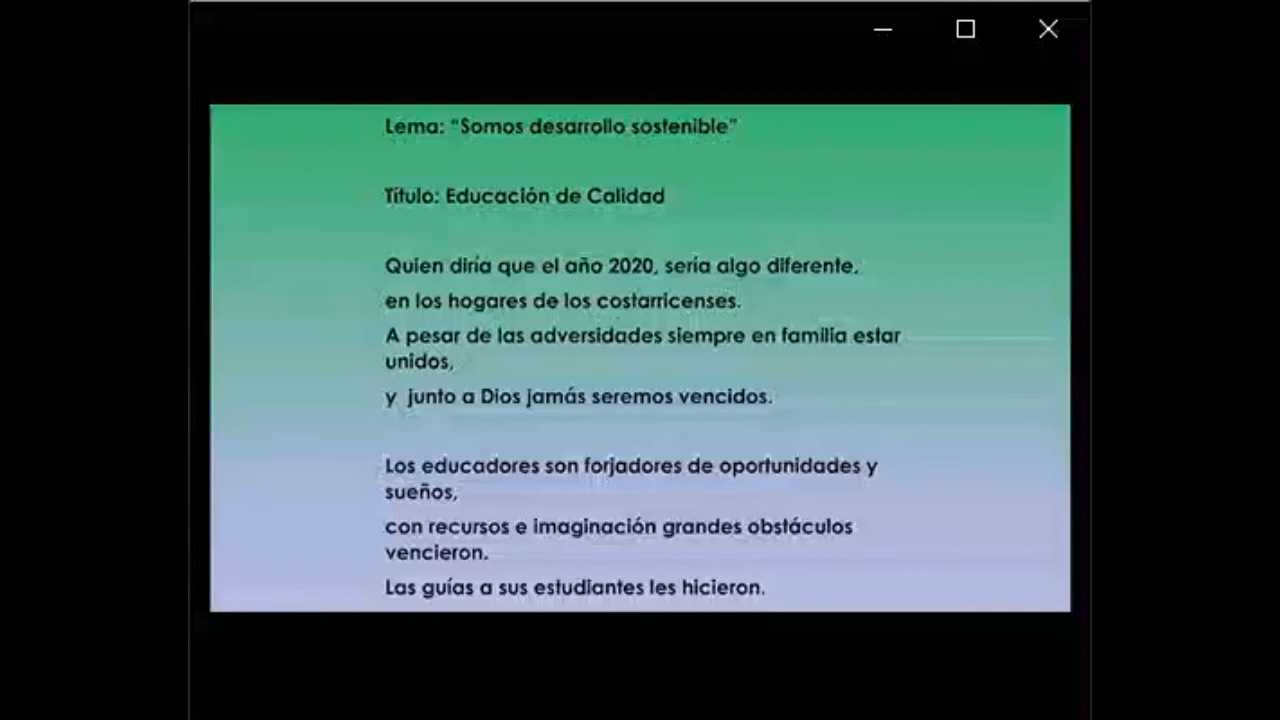 Lema: "Somos desarrollo sostenible"
Título: Educación de Calidad
Quien diría que el año 2020, sería algo diferente,
en los hogares de los costarricenses.
A pesar de las adversidades siempre en familia estar
unidos,
y junto a Dios jamás seremos vencidos.
Los educadores son forjadores de oportunidades y
sueños,
con recursos e imaginación grandes obstáculos
vencieron.
Las guías a sus estudiantes les hicieron.